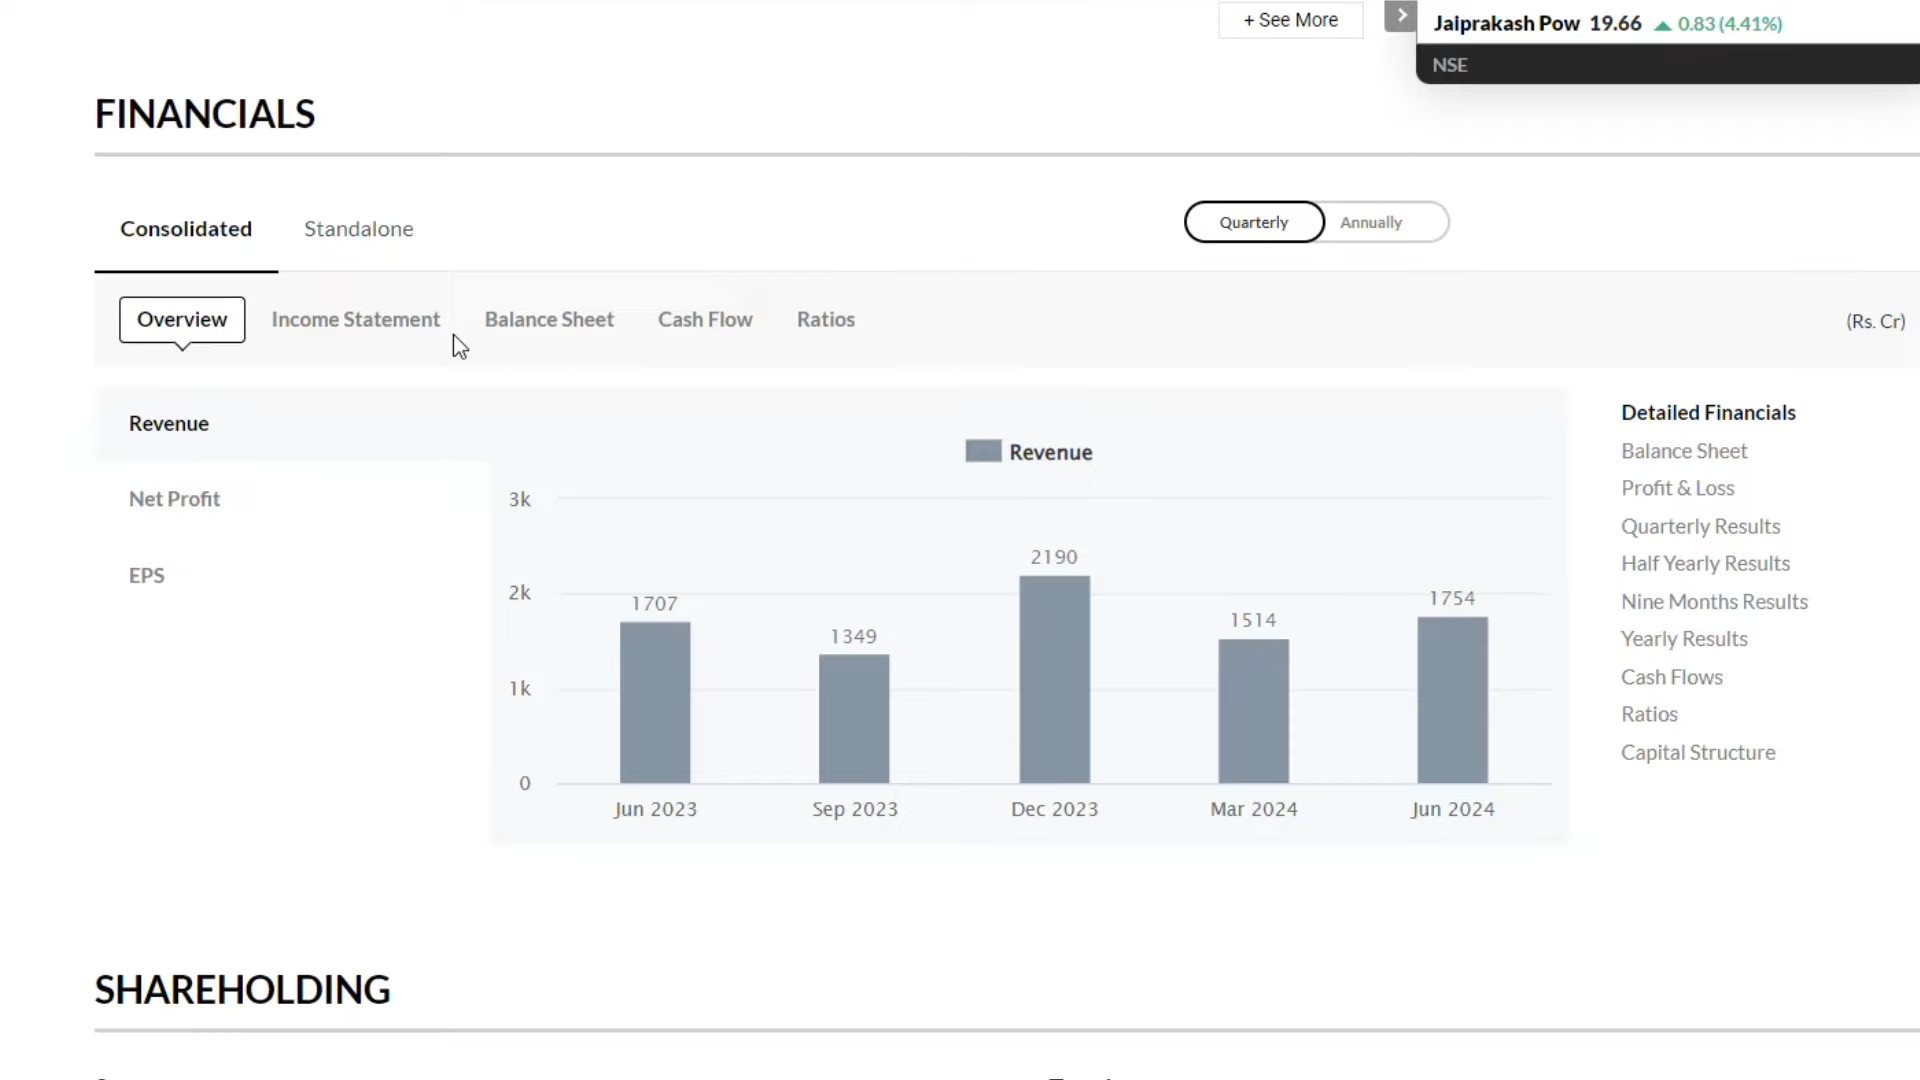 + See More
Jaiprakash Pow 19.66 ▲ 0.83 (4.41%)
NSE
FINANCIALS
Consolidated Standalone
Quarterly Annually
Overview Income Statement Balance Sheet Cash Flow Ratios
(Rs. Cr)
Revenue
Net Profit
EPS
Revenue
3k
2k
1k
0
1707
1349
2190
1514
1754
Jun 2023 Sep 2023 Dec 2023 Mar 2024 Jun 2024
Detailed Financials
Balance Sheet
Profit & Loss
Quarterly Results
Half Yearly Results
Nine Months Results
Yearly Results
Cash Flows
Ratios
Capital Structure
SHAREHOLDING